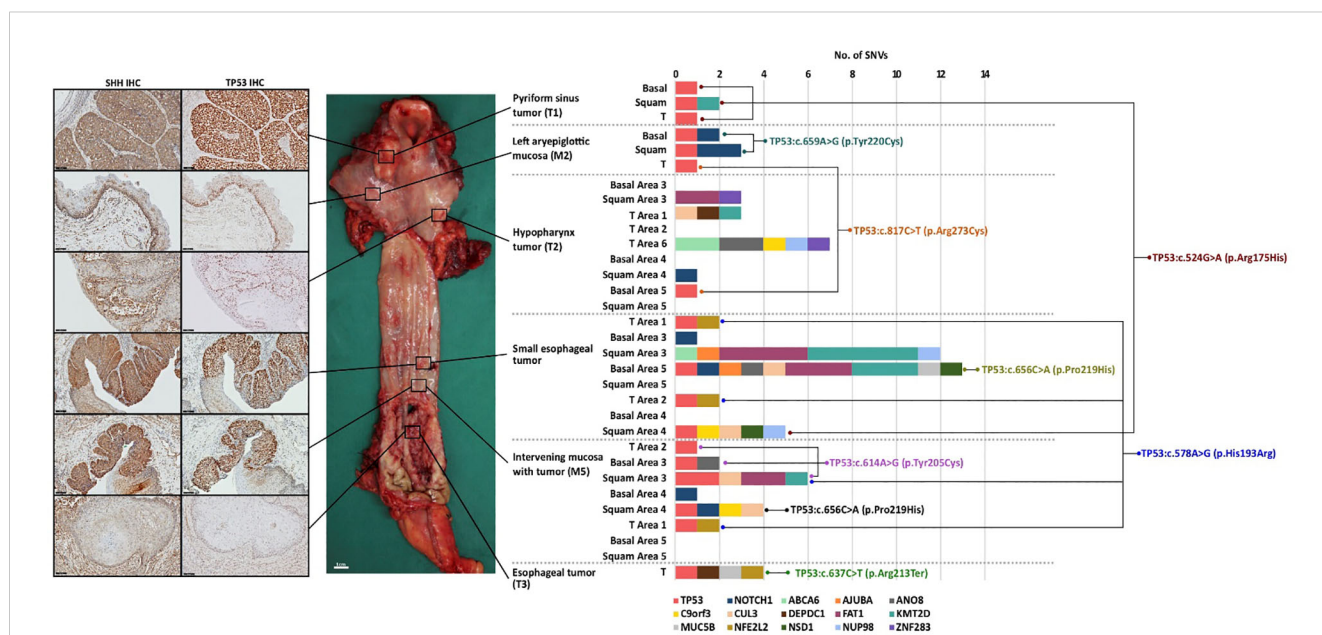 No. of SNVs
SHH IHC
TP53 IHC
0 2 4 6 8 10 12 14
Pyriform sinus
tumor (T1)
Basal
Squam
T
Left aryepiglottic
mucosa (M2)
Basal
Squam
T
TP53:c.659A>G (p.Tyr220Cys)
Hypopharynx
tumor (T2)
Basal Area 3
Squam Area 3
T Area 1
T Area 2
T Area 6
Basal Area 4
Squam Area 4
Basal Area 5
Squam Area 5
TP53:c.817C>T (p.Arg273Cys)
TP53:c.524G>A (p.Arg175His)
Small esophageal
tumor
T Area 1
Basal Area 3
Squam Area 3
Basal Area 5
Squam Area 5
T Area 2
Basal Area 4
Squam Area 4
TP53:c.656C>A (p.Pro219His)
Intervening mucosa
with tumor (M5)
T Area 2
Basal Area 3
Squam Area 3
Basal Area 4
Squam Area 4
T Area 1
Basal Area 5
Squam Area 5
TP53:c.614A>G (p.Tyr205Cys)
TP53:c.578A>G (p.His193Arg)
TP53:c.656C>A (p.Pro219His)
Esophageal tumor
(T3)
T
TP53:c.637C>T (p.Arg213Ter)
1 cm
TP53 NOTCH1 ABCA6 AJUBA ANO8
C9orf3 CUL3 DEPDC1 FAT1 KMT2D
MUC5B NFE2L2 NSD1 NUP98 ZNF283